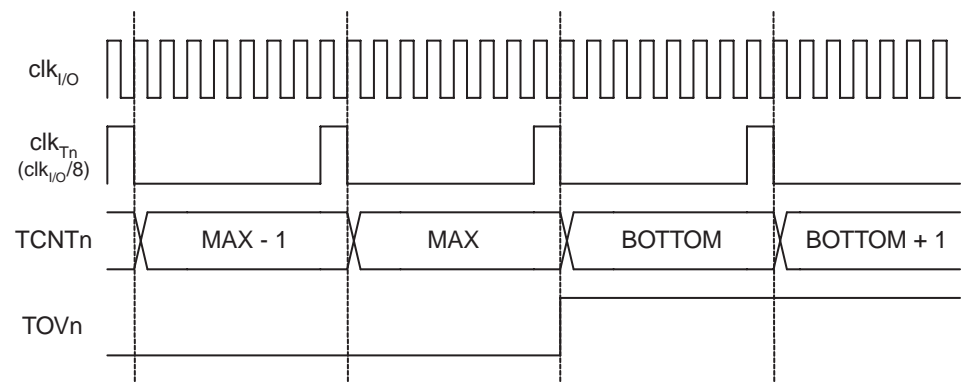 clkI/O
clkTn
(clkI/O/8)
TCNTn MAX - 1 MAX BOTTOM BOTTOM + 1
TOVn